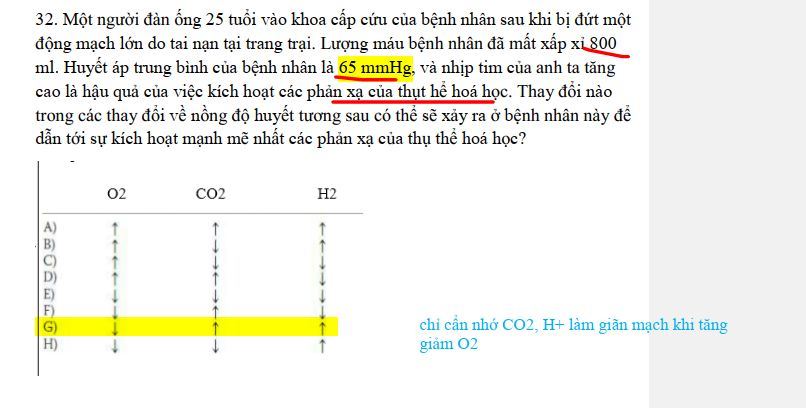 32. Một người đàn ống 25 tuổi vào khoa cấp cứu của bệnh nhân sau khi bị đứt một
động mạch lớn do tai nạn tại trang trại. Lượng máu bệnh nhân đã mất xấp xỉ 800
ml. Huyết áp trung bình của bệnh nhân là 65 mmHg, và nhịp tim của anh ta tăng
cao là hậu quả của việc kích hoạt các phản xạ của thụt hể hoá học. Thay đổi nào
trong các thay đổi về nồng độ huyết tương sau có thể sẽ xảy ra ở bệnh nhân này để
dẫn tới sự kích hoạt mạnh mẽ nhất các phản xạ của thụ thể hoá học?
O2 CO2 H2
A) ↑ ↑ ↑
B) ↑ ↓ ↑
C) ↑ ↓ ↓
D) ↑ ↑ ↓
E) ↓ ↓ ↓
F) ↓ ↑ ↓
G) ↓ ↑ ↑
H) ↓ ↓ ↑
chỉ cần nhớ CO2, H+ làm giãn mạch khi tăng
giảm O2